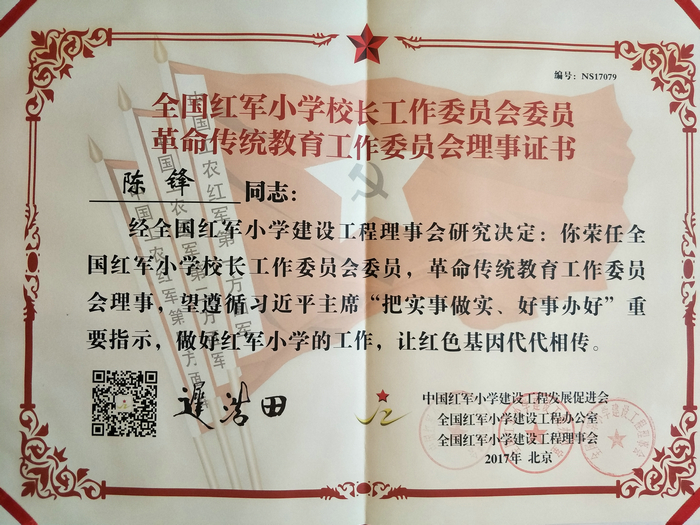 编号：NS17079
全国红军小学校长工作委员会委员
革命传统教育工作委员会理事证书
陈锋 同志：
经全国红军小学建设工程理事会研究决定：你荣任全
国红军小学校长工作委员会委员，革命传统教育工作委员
会理事，望遵循习近平主席“把实事做实、好事办好”重
要指示，做好红军小学的工作，让红色基因代代相传。
中国红军小学建设工程发展促进会
全国红军小学建设工程办公室
全国红军小学建设工程理事会
2017年 北京